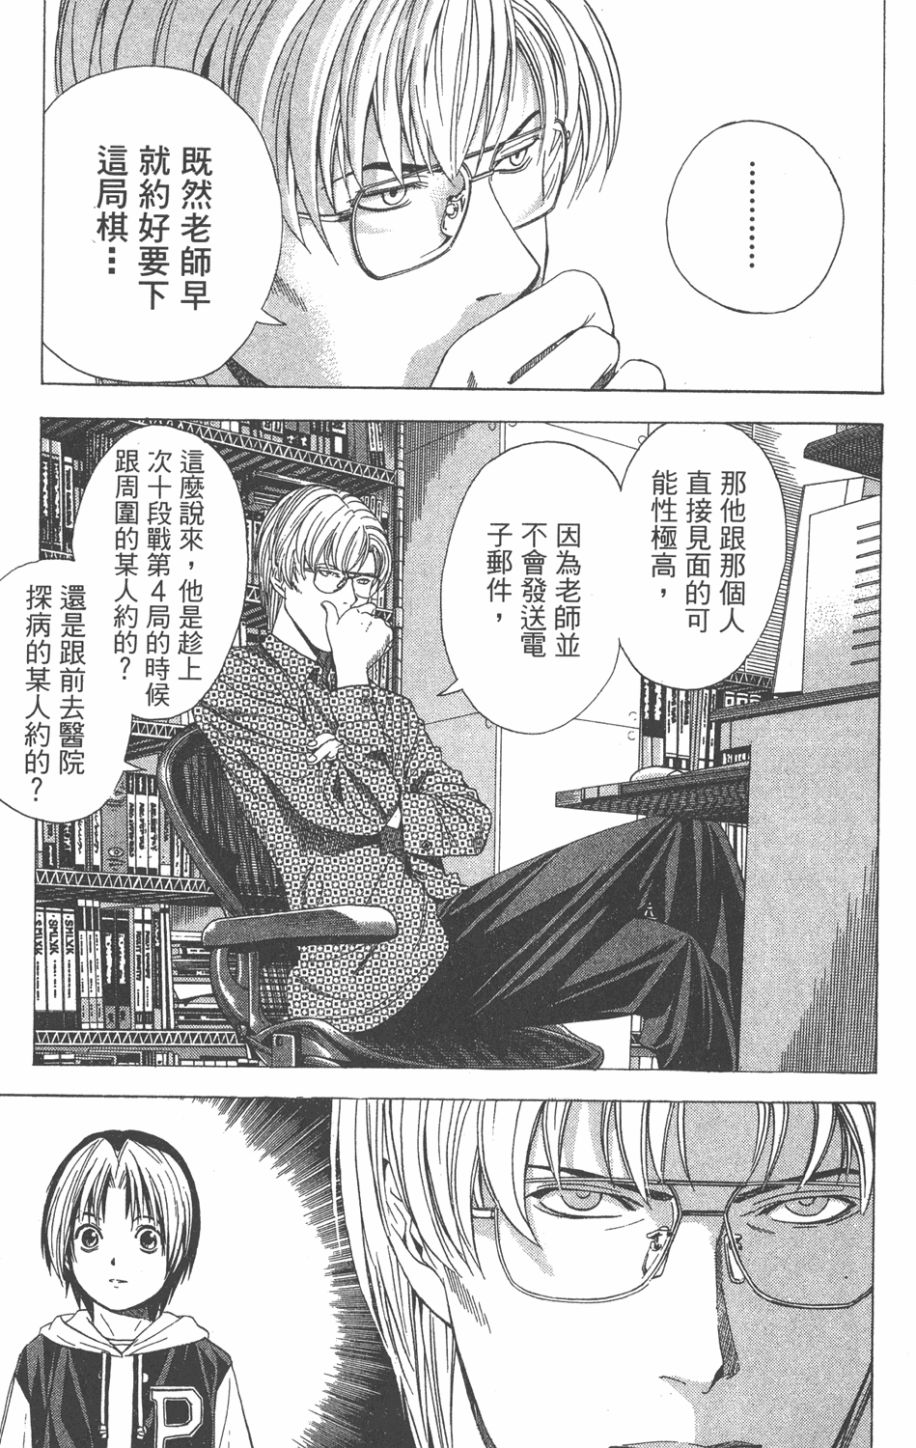 ⋯⋯⋯
既然老師早
就約好要下
這局棋⋯
那他跟那個人
直接見面的可
能性極高，
因為老師並
不會發送電
子郵件，
這麼說來，他是趁上
次十段戰第4局的時候
跟周圍的某人約的？
還是跟前去醫院
探病的某人約的？
P